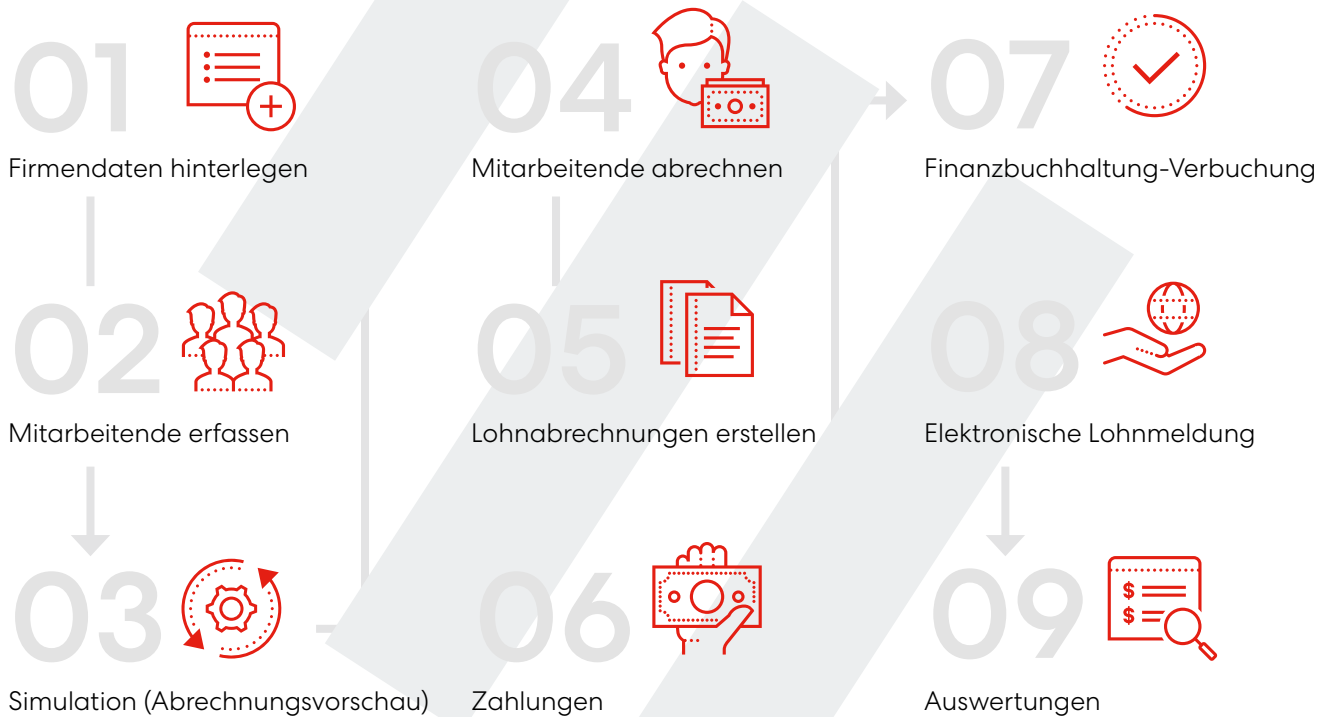 01
Firmendaten hinterlegen
02
Mitarbeitende erfassen
03
Simulation (Abrechnungsvorschau)
04
Mitarbeitende abrechnen
05
Lohnabrechnungen erstellen
06
Zahlungen
07
Finanzbuchhaltung-Verbuchung
08
Elektronische Lohnmeldung
09
$
$
Auswertungen